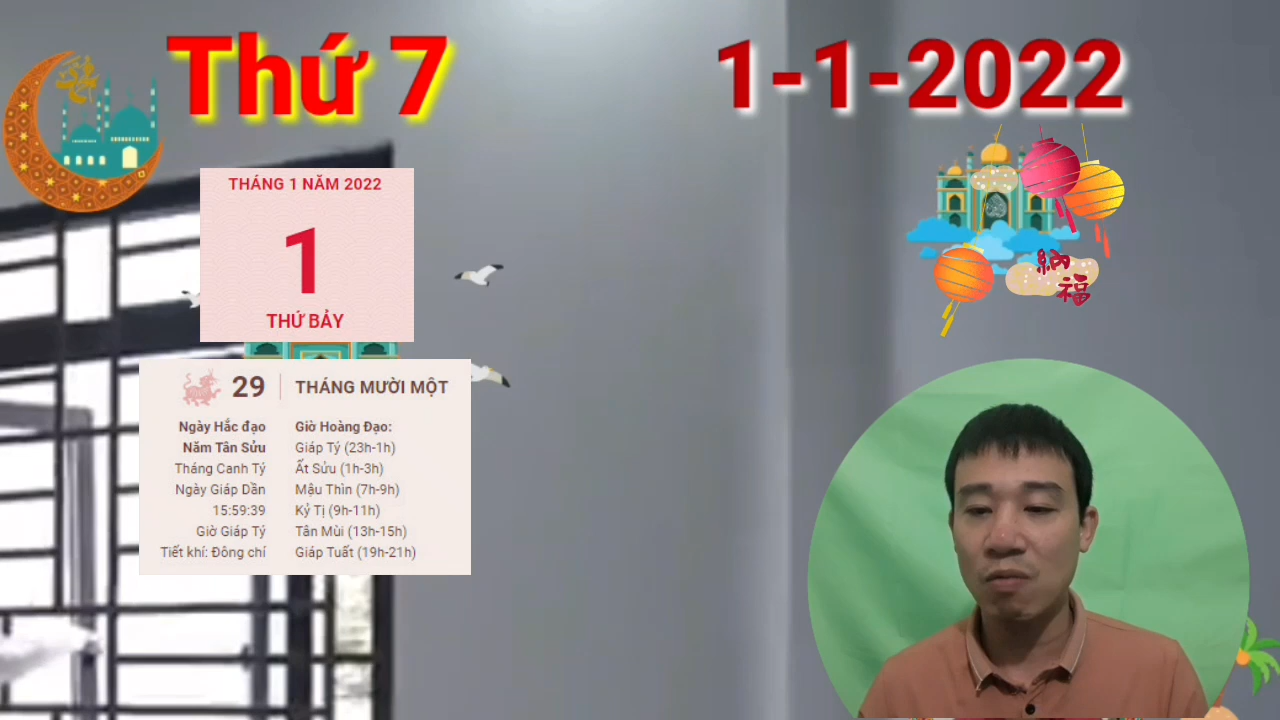 Thứ 7
1-1-2022
THÁNG 1 NĂM 2022
1
THỨ BẢY
29
THÁNG MƯỜI MỘT
Ngày Hắc đạo
Năm Tân Sửu
Tháng Canh Tý
Ngày Giáp Dần
15:59:39
Giờ Giáp Tý
Tiết khí: Đông chí
Giờ Hoàng Đạo:
Giáp Tý (23h-1h)
Ất Sửu (1h-3h)
Mậu Thìn (7h-9h)
Kỷ Tị (9h-11h)
Tân Mùi (13h-15h)
Giáp Tuất (19h-21h)
納
福